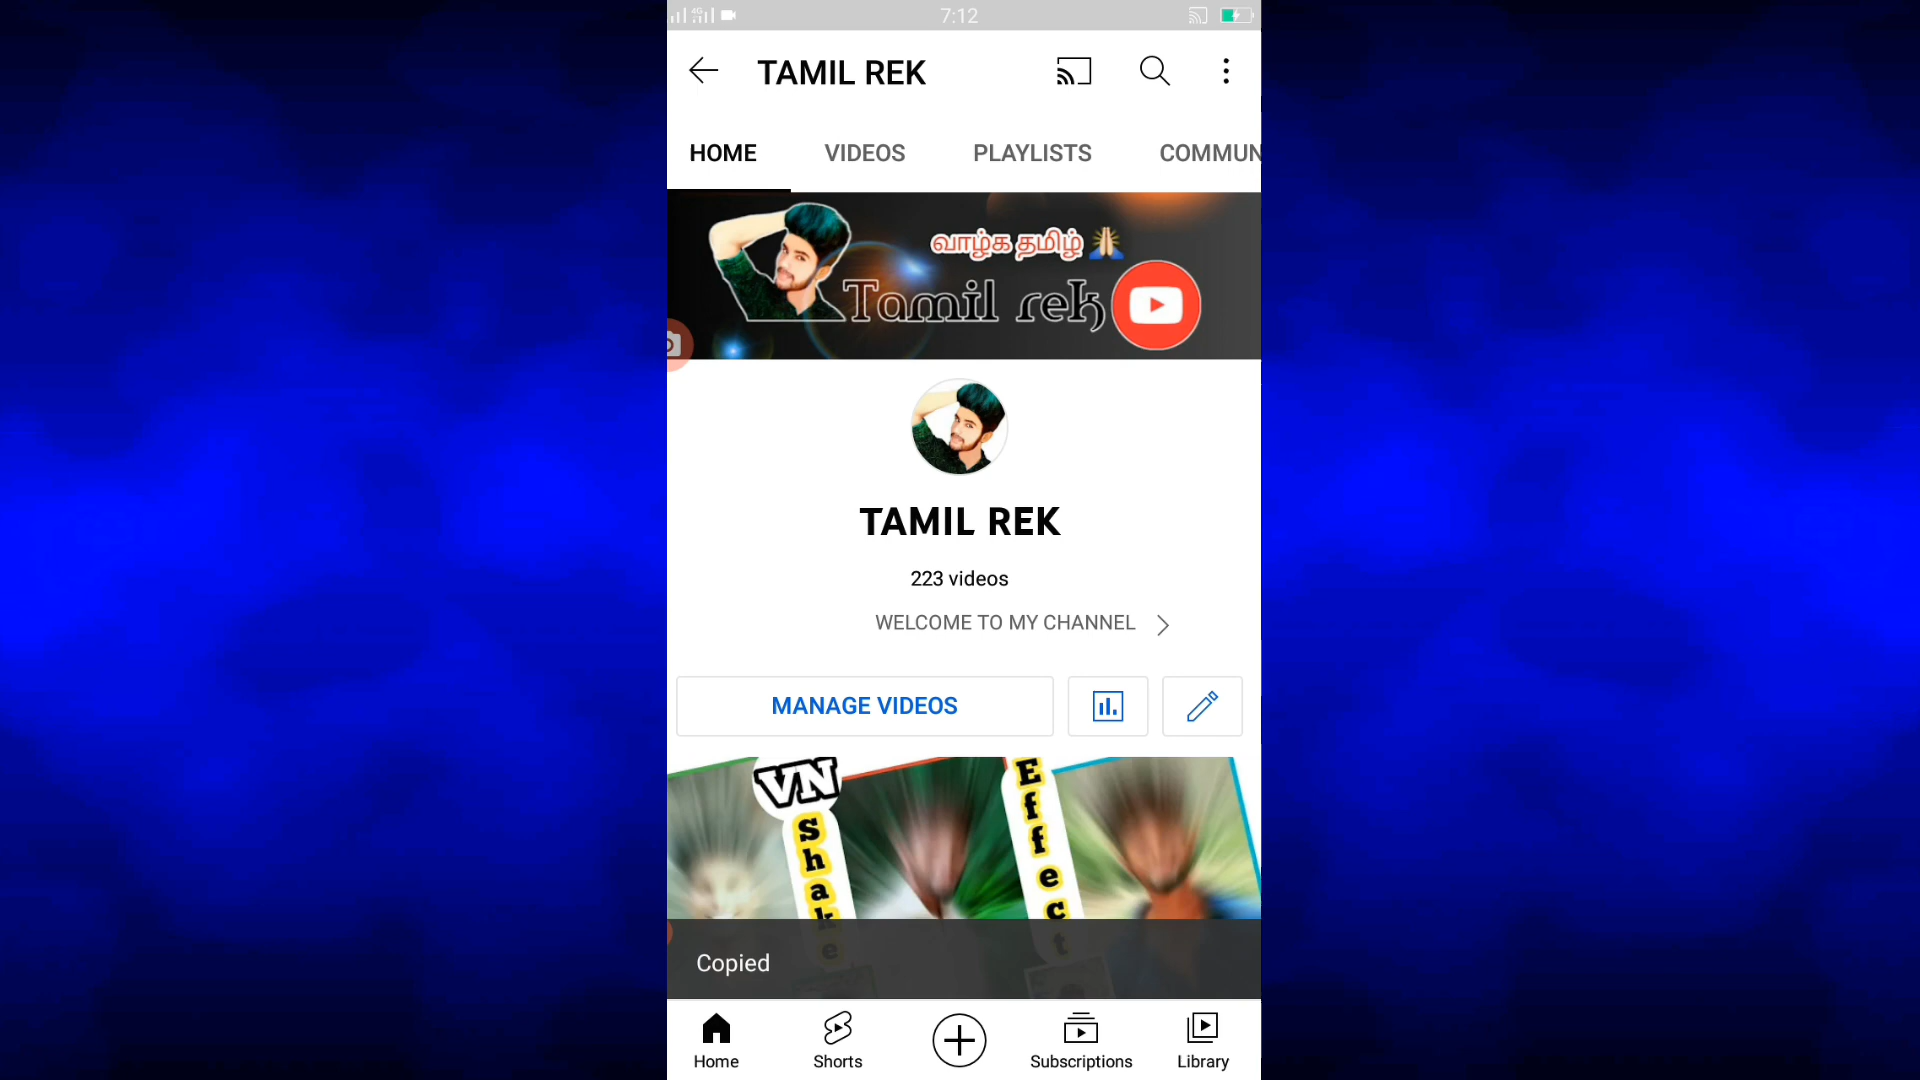 4G
7:12
TAMIL REK
HOME VIDEOS PLAYLISTS COMMUN
வாழ்க தமிழ்
Tamil rek
TAMIL REK
223 videos
WELCOME TO MY CHANNEL
MANAGE VIDEOS
VN
Shake
Effect
Copied
Home Shorts Subscriptions Library